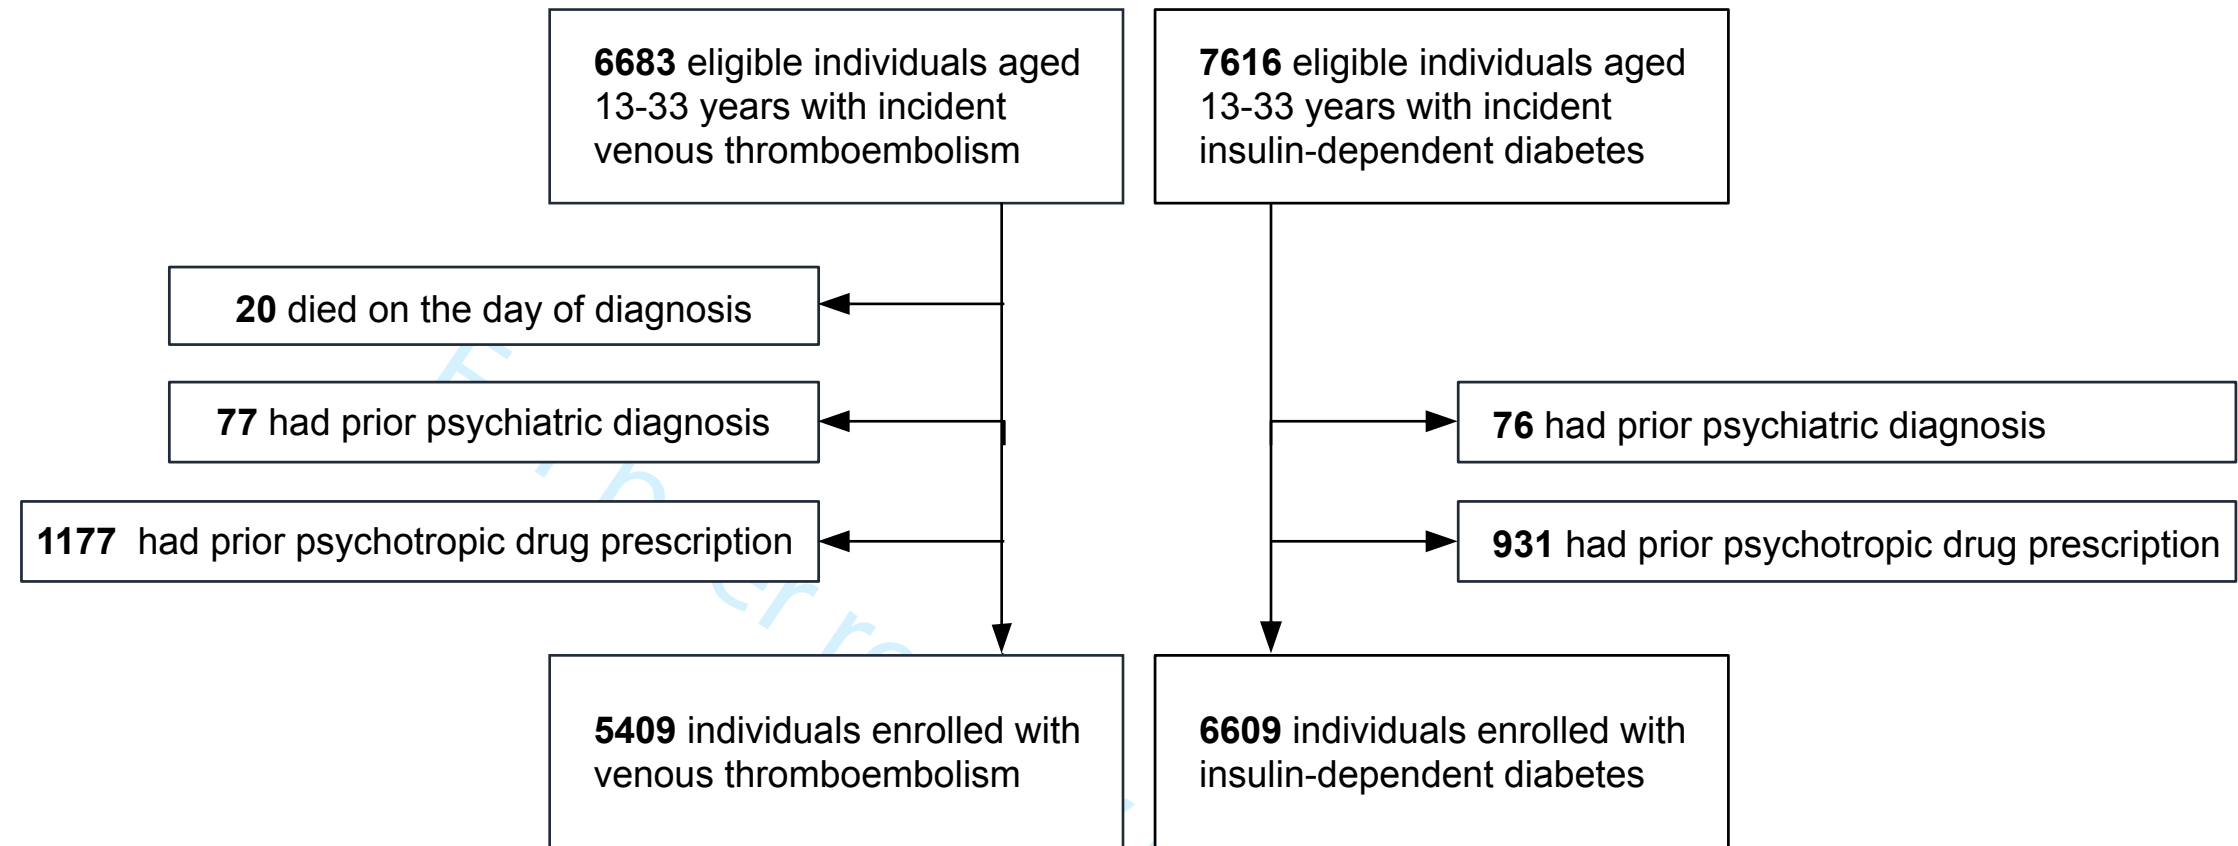 6683 eligible individuals aged
13-33 years with incident
venous thromboembolism
7616 eligible individuals aged
13-33 years with incident
insulin-dependent diabetes
20 died on the day of diagnosis
77 had prior psychiatric diagnosis
76 had prior psychiatric diagnosis
1177 had prior psychotropic drug prescription
931 had prior psychotropic drug prescription
5409 individuals enrolled with
venous thromboembolism
6609 individuals enrolled with
insulin-dependent diabetes